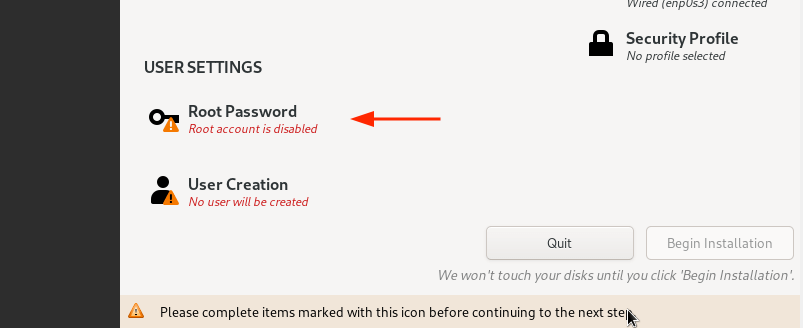 Wired (enp0s3) connected
Security Profile
No profile selected
USER SETTINGS
Root Password
Root account is disabled
User Creation
No user will be created
Quit
Begin Installation
We won't touch your disks until you click 'Begin Installation'.
Please complete items marked with this icon before continuing to the next step.